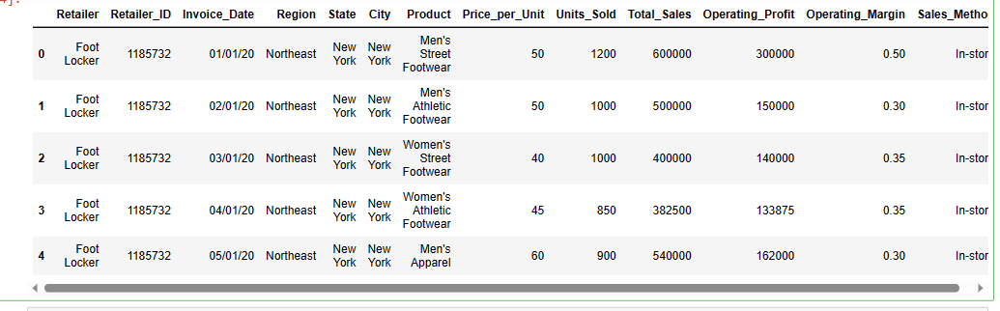 Retailer Retailer_ID Invoice_Date Region State City Product Price_per_Unit Units_Sold Total_Sales Operating_Profit Operating_Margin Sales_Metho
0 Foot Locker 1185732 01/01/20 Northeast New York New York Men's Street Footwear 50 1200 600000 300000 0.50 In-stor
1 Foot Locker 1185732 02/01/20 Northeast New York New York Men's Athletic Footwear 50 1000 500000 150000 0.30 In-stor
2 Foot Locker 1185732 03/01/20 Northeast New York New York Women's Street Footwear 40 1000 400000 140000 0.35 In-stor
3 Foot Locker 1185732 04/01/20 Northeast New York New York Women's Athletic Footwear 45 850 382500 133875 0.35 In-stor
4 Foot Locker 1185732 05/01/20 Northeast New York New York Men's Apparel 60 900 540000 162000 0.30 In-stor